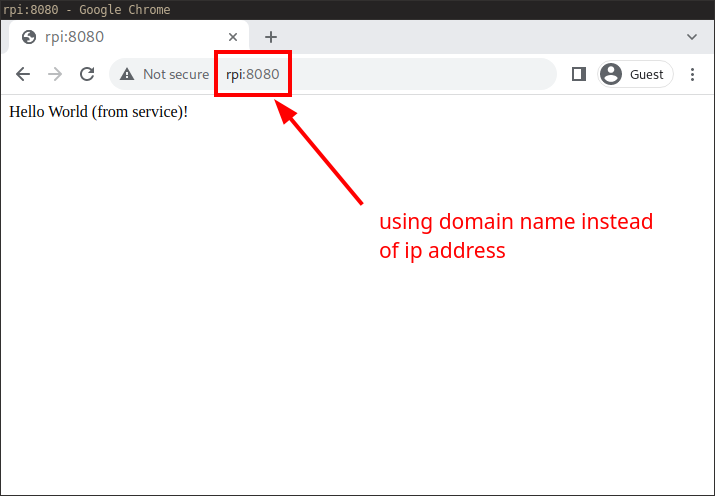 rpi:8080 - Google Chrome
rpi:8080
Not secure rpi:8080 Guest
Hello World (from service)!
using domain name instead
of ip address